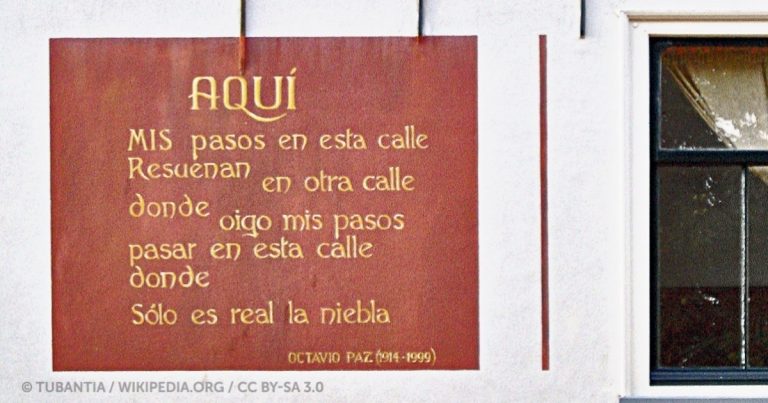 AQUÍ
MIS pasos en esta calle
Resuenan
en otra calle
donde
oigo mis pasos
pasar en esta calle
donde
Sólo es real la niebla
OCTAVIO PAZ (1914-1999)
© TUBANTIA / WIKIPEDIA.ORG / CC BY-SA 3.0